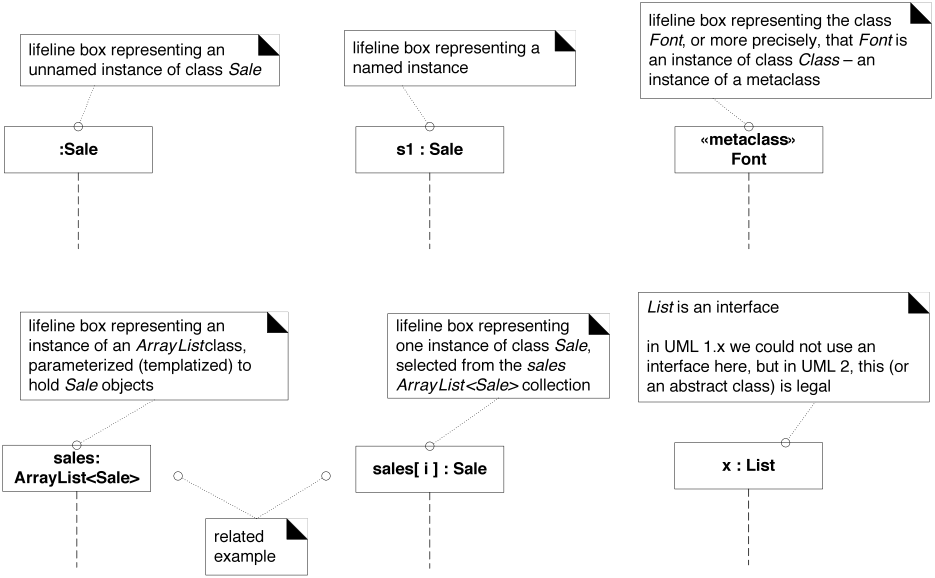 lifeline box representing an
unnamed instance of class Sale
:Sale
lifeline box representing a
named instance
s1 : Sale
lifeline box representing the class
Font, or more precisely, that Font is
an instance of class Class – an
instance of a metaclass
«metaclass»
Font
lifeline box representing an
instance of an ArrayListclass,
parameterized (templatized) to
hold Sale objects
sales:
ArrayList<Sale>
lifeline box representing
one instance of class Sale,
selected from the sales
ArrayList<Sale> collection
sales[ i ] : Sale
related
example
List is an interface
in UML 1.x we could not use an
interface here, but in UML 2, this (or
an abstract class) is legal
x : List